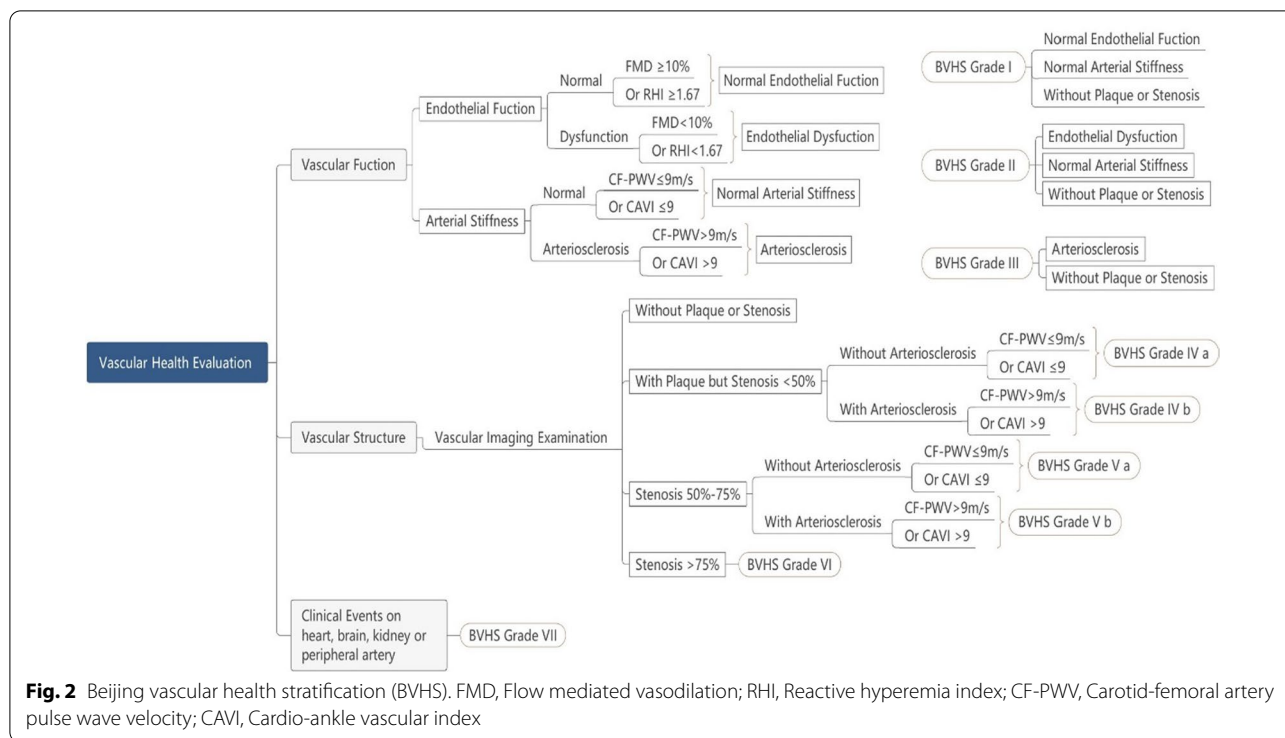 Vascular Health Evaluation
Vascular Fuction
Endothelial Fuction
Normal
FMD ≥10%
Or RHI ≥1.67
Normal Endothelial Fuction
Dysfunction
FMD<10%
Or RHI<1.67
Endothelial Dysfuction
Arterial Stiffness
Normal
CF-PWV≤9m/s
Or CAVI ≤9
Normal Arterial Stiffness
Arteriosclerosis
CF-PWV>9m/s
Or CAVI >9
Arteriosclerosis
Vascular Structure
Vascular Imaging Examination
Without Plaque or Stenosis
With Plaque but Stenosis <50%
Without Arteriosclerosis
CF-PWV≤9m/s
Or CAVI ≤9
BVHS Grade IV a
With Arteriosclerosis
CF-PWV>9m/s
Or CAVI >9
BVHS Grade IV b
Stenosis 50%-75%
Without Arteriosclerosis
CF-PWV≤9m/s
Or CAVI ≤9
BVHS Grade V a
With Arteriosclerosis
CF-PWV>9m/s
Or CAVI >9
BVHS Grade V b
Stenosis >75%
BVHS Grade VI
Clinical Events on
heart, brain, kidney or
peripheral artery
BVHS Grade VII
BVHS Grade I
Normal Endothelial Fuction
Normal Arterial Stiffness
Without Plaque or Stenosis
BVHS Grade II
Endothelial Dysfuction
Normal Arterial Stiffness
Without Plaque or Stenosis
BVHS Grade III
Arteriosclerosis
Without Plaque or Stenosis
Fig. 2 Beijing vascular health stratification (BVHS). FMD, Flow mediated vasodilation; RHI, Reactive hyperemia index; CF-PWV, Carotid-femoral artery
pulse wave velocity; CAVI, Cardio-ankle vascular index